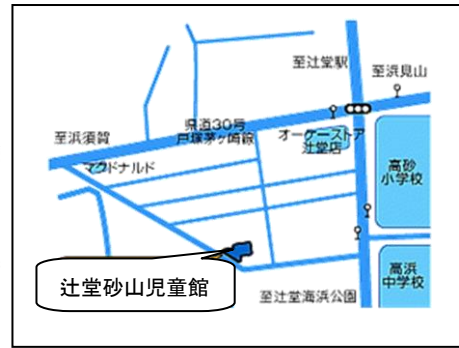 至辻堂駅
至浜見山
県道30号
戸塚茅ヶ崎線
至浜須賀
オーケーストア
辻堂店
マクドナルド
高砂
小学校
辻堂砂山児童館
高浜
中学校
至辻堂海浜公園